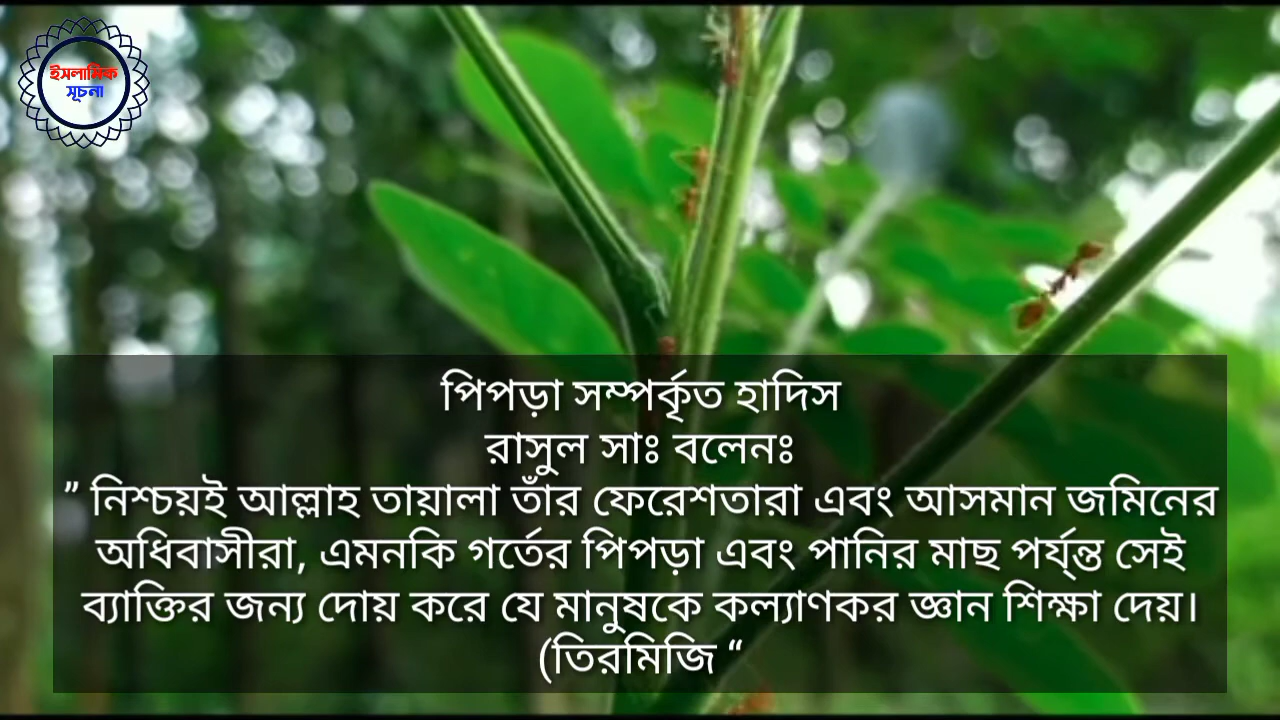 ইসলামিক
সূচনা
পিপড়া সম্পর্কৃত হাদিস
রাসুল সাঃ বলেনঃ
” নিশ্চয়ই আল্লাহ তায়ালা তাঁর ফেরেশতারা এবং আসমান জমিনের
অধিবাসীরা, এমনকি গর্তের পিপড়া এবং পানির মাছ পর্য্ন্ত সেই
ব্যাক্তির জন্য দোয় করে যে মানুষকে কল্যাণকর জ্ঞান শিক্ষা দেয়।
(তিরমিজি “